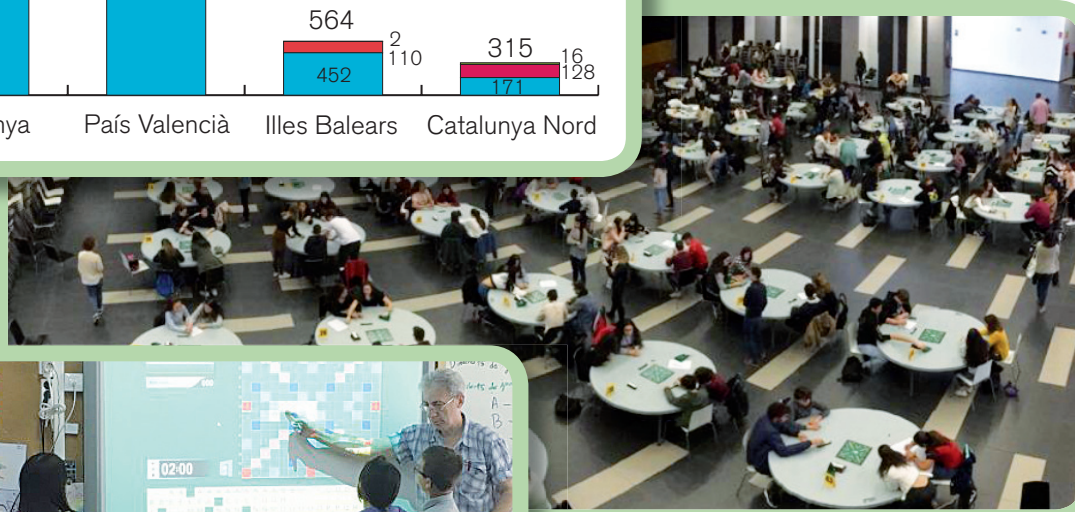 564
2
110
452
315
16
128
171
nya
País Valencià
Illes Balears
Catalunya Nord
02:00
A –
B